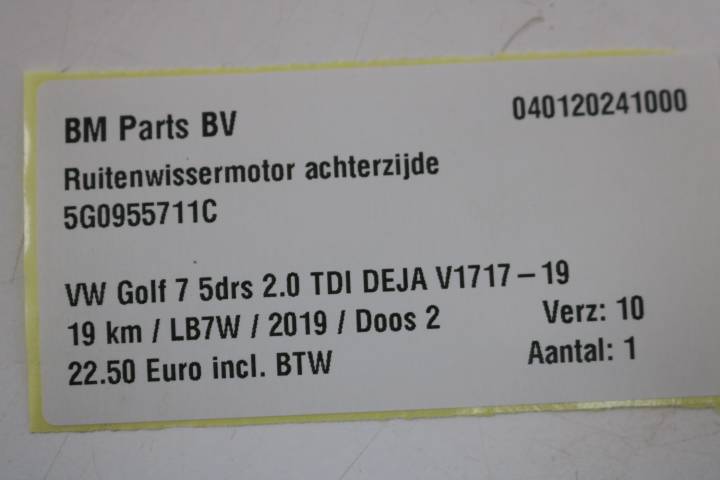 BM Parts BV 040120241000
Ruitenwissermotor achterzijde
5G0955711C
VW Golf 7 5drs 2.0 TDI DEJA V1717-19
19 km / LB7W / 2019 / Doos 2 Verz: 10
22.50 Euro incl. BTW Aantal: 1